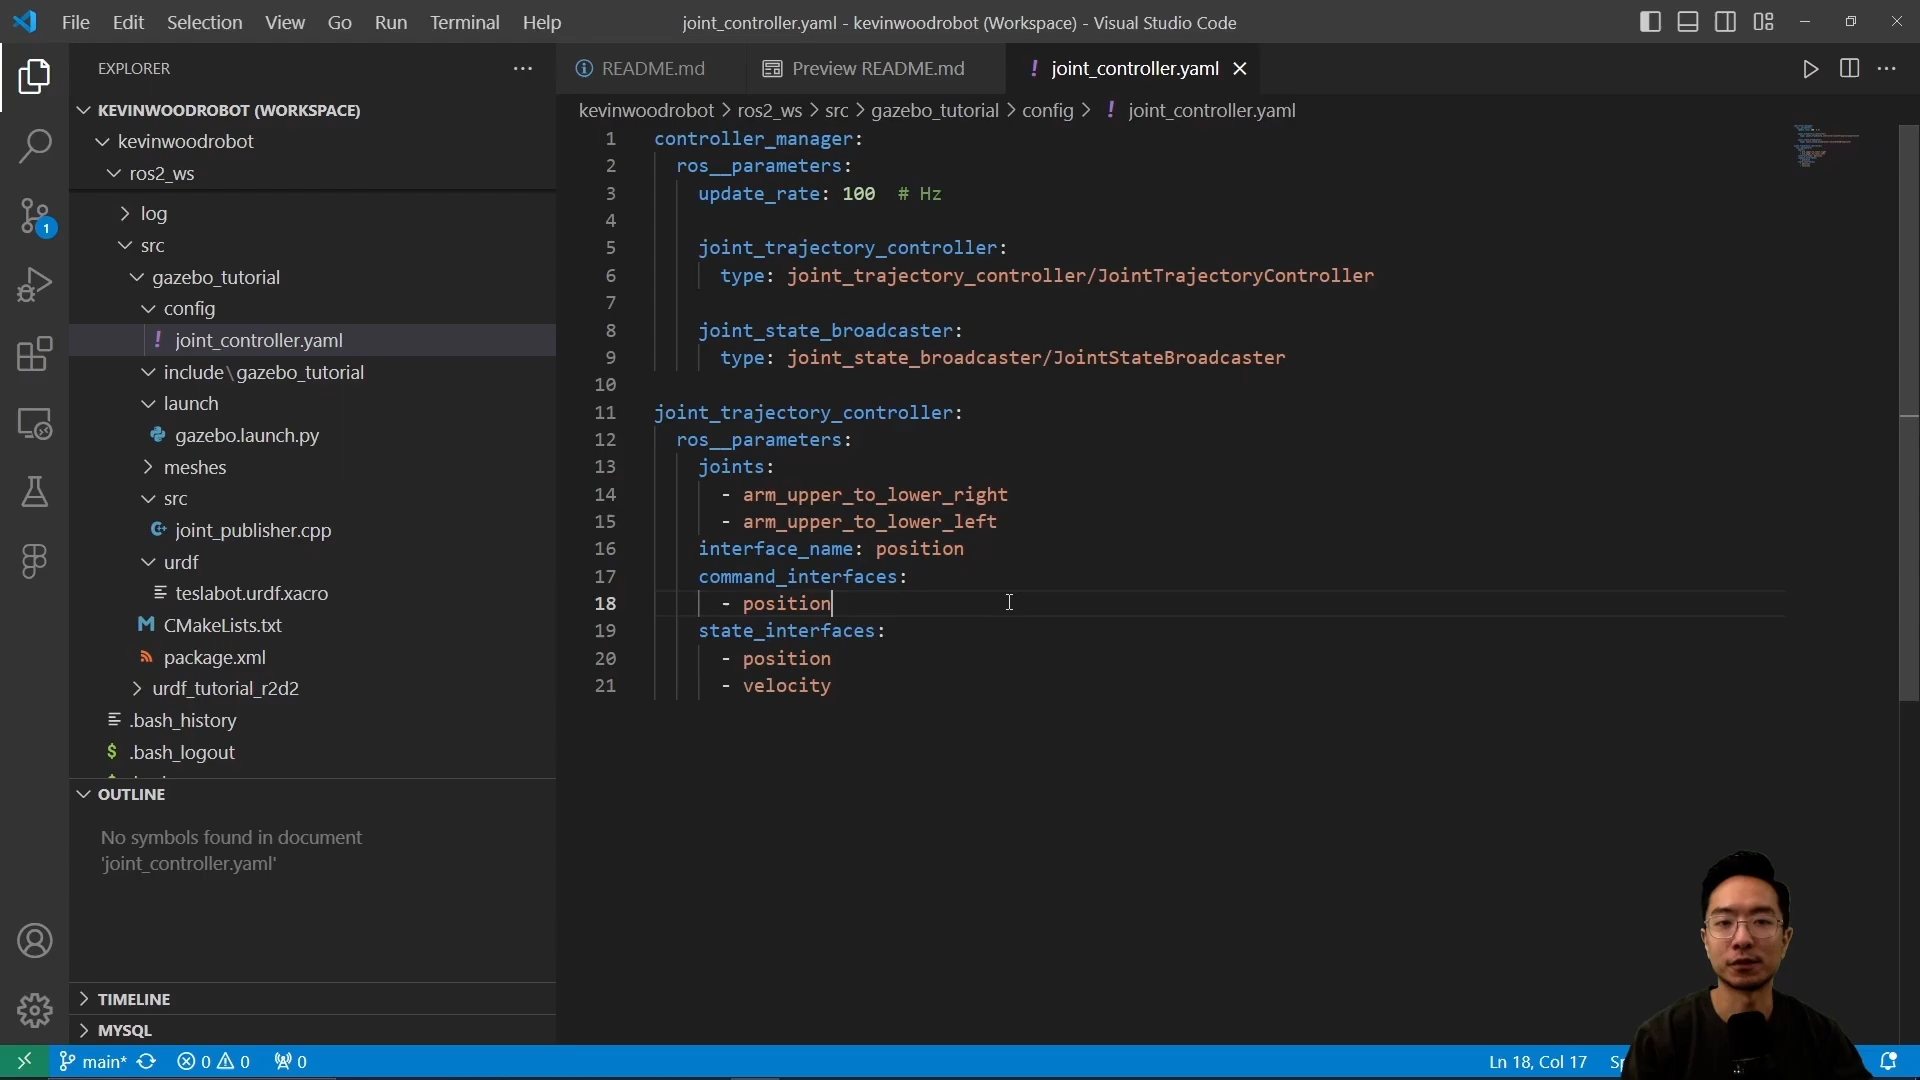 File Edit Selection View Go Run Terminal Help
joint_controller.yaml - kevinwoodrobot (Workspace) - Visual Studio Code
EXPLORER
KEVINWOODROBOT (WORKSPACE)
kevinwoodrobot
ros2_ws
log
src
gazebo_tutorial
config
joint_controller.yaml
include\gazebo_tutorial
launch
gazebo.launch.py
meshes
src
joint_publisher.cpp
urdf
teslabot.urdf.xacro
CMakeLists.txt
package.xml
urdf_tutorial_r2d2
.bash_history
.bash_logout
OUTLINE
No symbols found in document
'joint_controller.yaml'
TIMELINE
MYSQL
1
README.md
Preview README.md
joint_controller.yaml
kevinwoodrobot > ros2_ws > src > gazebo_tutorial > config > ! joint_controller.yaml
1 controller_manager:
2 ros__parameters:
3 update_rate: 100 # Hz
4
5 joint_trajectory_controller:
6 type: joint_trajectory_controller/JointTrajectoryController
7
8 joint_state_broadcaster:
9 type: joint_state_broadcaster/JointStateBroadcaster
10
11 joint_trajectory_controller:
12 ros__parameters:
13 joints:
14 - arm_upper_to_lower_right
15 - arm_upper_to_lower_left
16 interface_name: position
17 command_interfaces:
18 - position
19 state_interfaces:
20 - position
21 - velocity
main* 0 0 0
Ln 18, Col 17